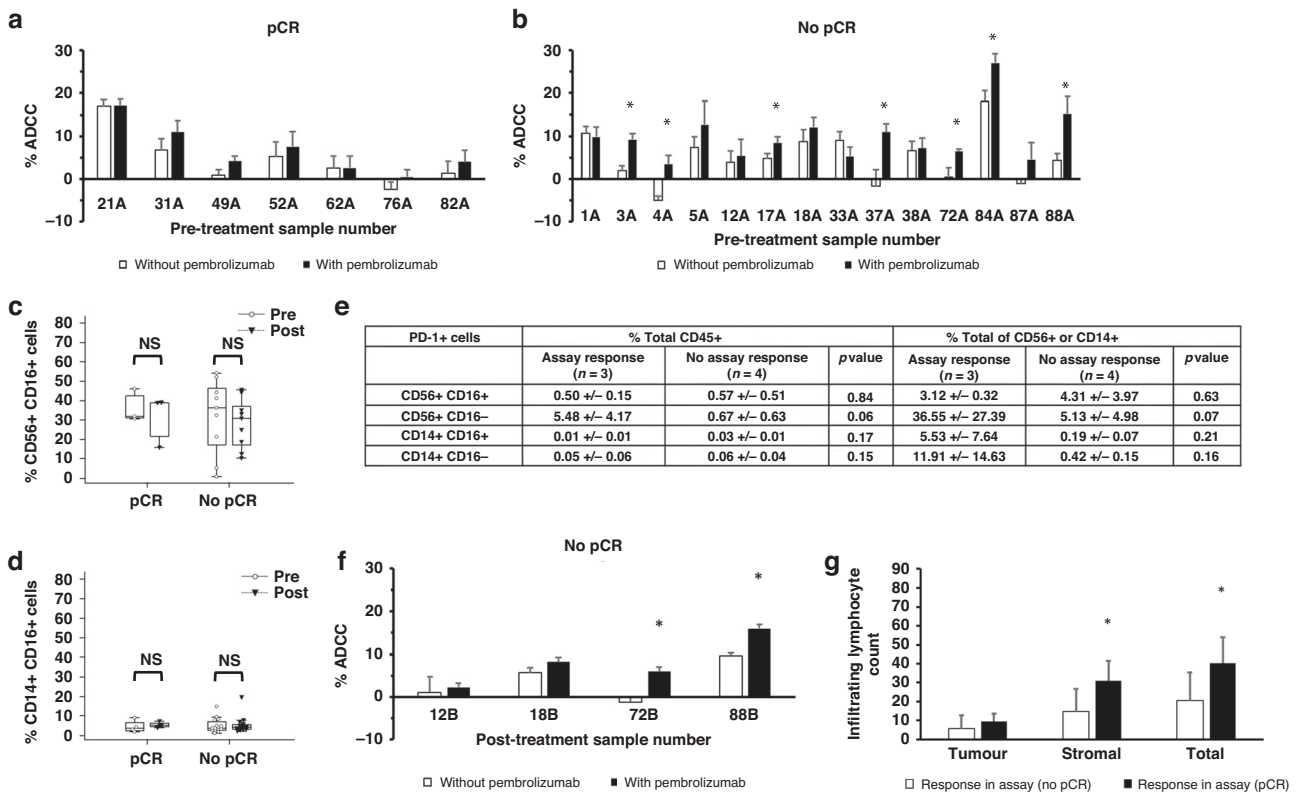 a
pCR
30
20
10
0
–10
% ADCC
21A 31A 49A 52A 62A 76A 82A
Pre-treatment sample number
Without pembrolizumab With pembrolizumab
b
No pCR
30
20
10
0
–10
% ADCC
* * * * * * *
1A 3A 4A 5A 12A 17A 18A 33A 37A 38A 72A 84A 87A 88A
Pre-treatment sample number
Without pembrolizumab With pembrolizumab
c
80
70
60
50
40
30
20
10
0
% CD56+ CD16+ cells
Pre
Post
NS NS
pCR No pCR
e
PD-1+ cells % Total CD45+ % Total of CD56+ or CD14+
Assay response (n = 3) No assay response (n = 4) p value Assay response (n = 3) No assay response (n = 4) p value
CD56+ CD16+ 0.50 +/– 0.15 0.57 +/– 0.51 0.84 3.12 +/– 0.32 4.31 +/– 3.97 0.63
CD56+ CD16– 5.48 +/– 4.17 0.67 +/– 0.63 0.06 36.55 +/– 27.39 5.13 +/– 4.98 0.07
CD14+ CD16+ 0.01 +/– 0.01 0.03 +/– 0.01 0.17 5.53 +/– 7.64 0.19 +/– 0.07 0.21
CD14+ CD16– 0.05 +/– 0.06 0.06 +/– 0.04 0.15 11.91 +/– 14.63 0.42 +/– 0.15 0.16
d
80
70
60
50
40
30
20
10
0
% CD14+ CD16+ cells
Pre
Post
NS NS
pCR No pCR
f
No pCR
30
20
10
0
–10
% ADCC
* *
12B 18B 72B 88B
Post-treatment sample number
Without pembrolizumab With pembrolizumab
g
90
80
70
60
50
40
30
20
10
0
Infiltrating lymphocyte
count
* *
Tumour Stromal Total
Response in assay (no pCR) Response in assay (pCR)